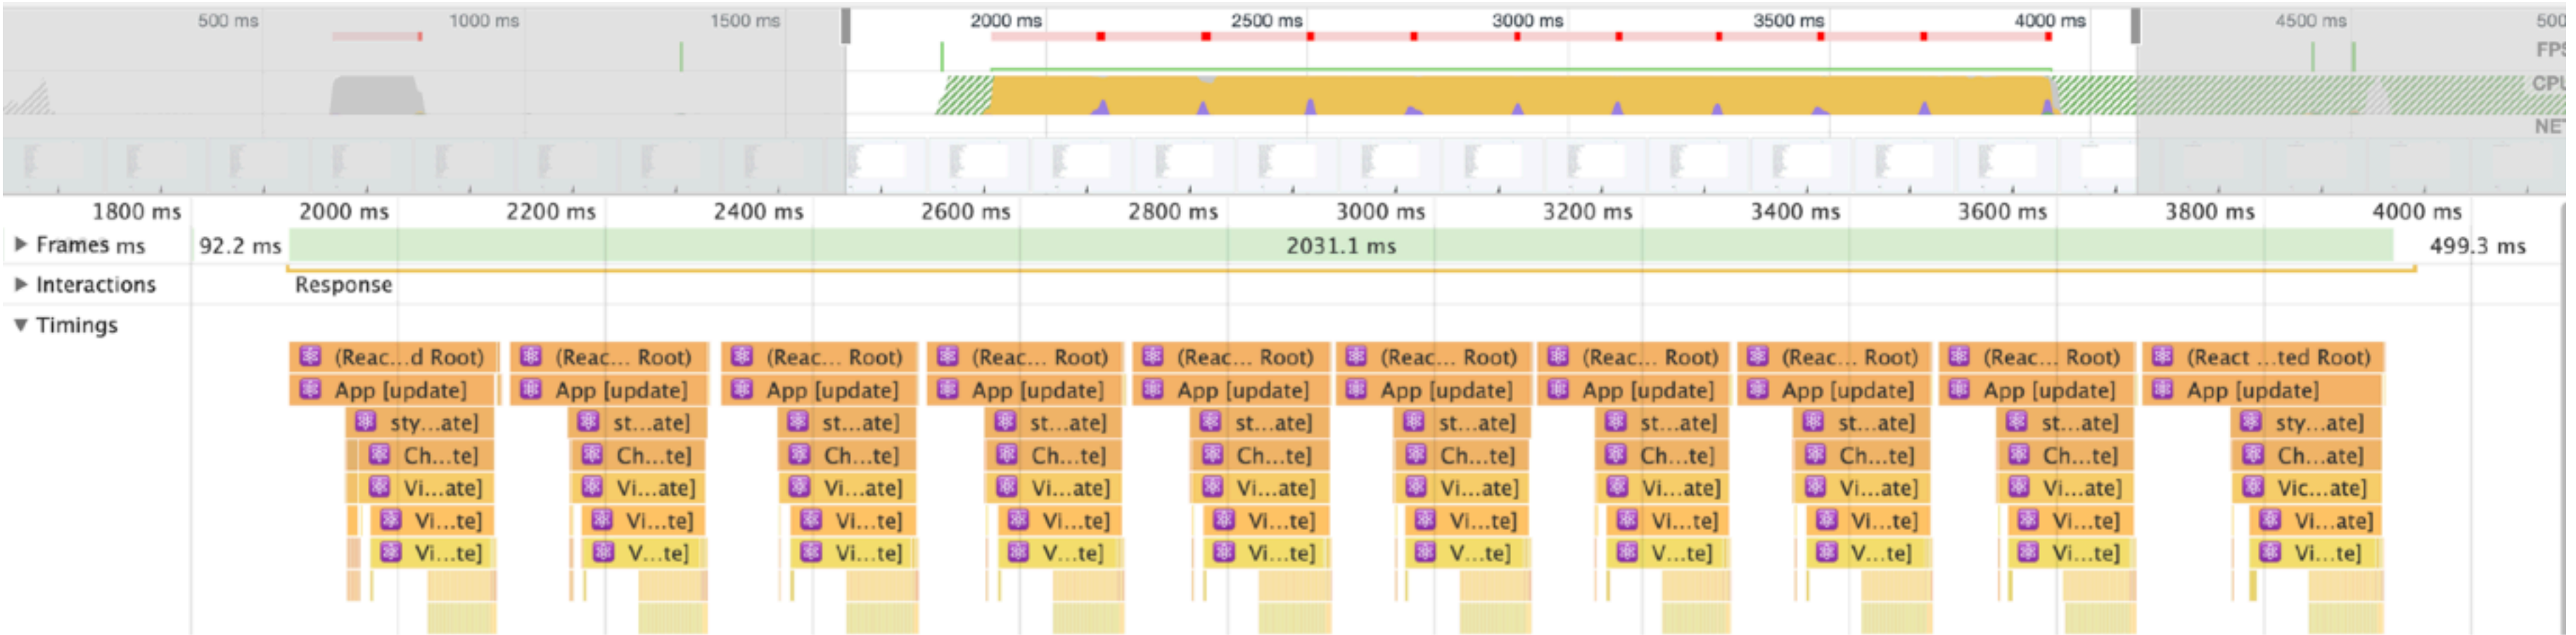 500 ms 1000 ms 1500 ms 2000 ms 2500 ms 3000 ms 3500 ms 4000 ms 4500 ms 500
FPS
CPU
NET
1800 ms 2000 ms 2200 ms 2400 ms 2600 ms 2800 ms 3000 ms 3200 ms 3400 ms 3600 ms 3800 ms 4000 ms
Frames ms 92.2 ms 2031.1 ms 499.3 ms
Interactions Response
Timings
(Reac...d Root) (Reac... Root) (Reac... Root) (Reac... Root) (Reac... Root) (Reac... Root) (Reac... Root) (Reac... Root) (Reac... Root) (React ...ted Root)
App [update] App [update] App [update] App [update] App [update] App [update] App [update] App [update] App [update] App [update]
sty...ate] st...ate] st...ate] st...ate] st...ate] st...ate] st...ate] st...ate] st...ate] sty...ate]
Ch...te] Ch...te] Ch...te] Ch...te] Ch...te] Ch...te] Ch...te] Ch...te] Ch...te] Ch...ate]
Vi...ate] Vi...ate] Vi...ate] Vi...ate] Vi...ate] Vi...ate] Vi...ate] Vi...ate] Vi...ate] Vic...ate]
Vi...te] Vi...te] Vi...te] Vi...te] Vi...te] Vi...te] Vi...te] Vi...te] Vi...te] Vi...ate]
Vi...te] V...te] Vi...te] V...te] Vi...te] V...te] V...te] V...te] Vi...te] Vi...te]